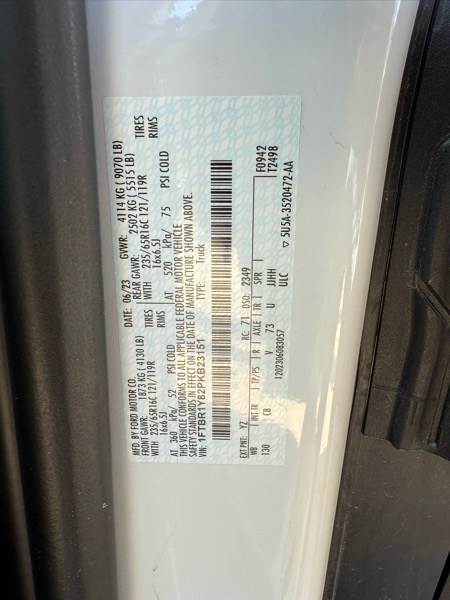 MFD. BY FORD MOTOR CO.
DATE: 06/23 GVWR: 4114 KG ( 9070 LB)
FRONT GAWR: 1873 KG ( 4130 LB) REAR GAWR: 2502 KG ( 5515 LB)
WITH 235/65R16C 121/119R TIRES WITH 235/65R16C 121/119R TIRES
16x6.5J RIMS 16x6.5J RIMS
AT 360 kPa/ 52 PSI COLD AT 520 kPa/ 75 PSI COLD
THIS VEHICLE CONFORMS TO ALL APPLICABLE FEDERAL MOTOR VEHICLE
SAFETY STANDARDS IN EFFECT ON THE DATE OF MANUFACTURE SHOWN ABOVE.
VIN: 1FTBR1Y82PKB23151 TYPE: Truck
EXT PNT: YZ RC: 71 DSO: 2349 F0942
WB INT TR TP/PS R AXLE TR SPR 1T2498
130 CB V 73 U JJHH
ULC
1202306083057 5U5A-3520472-AA